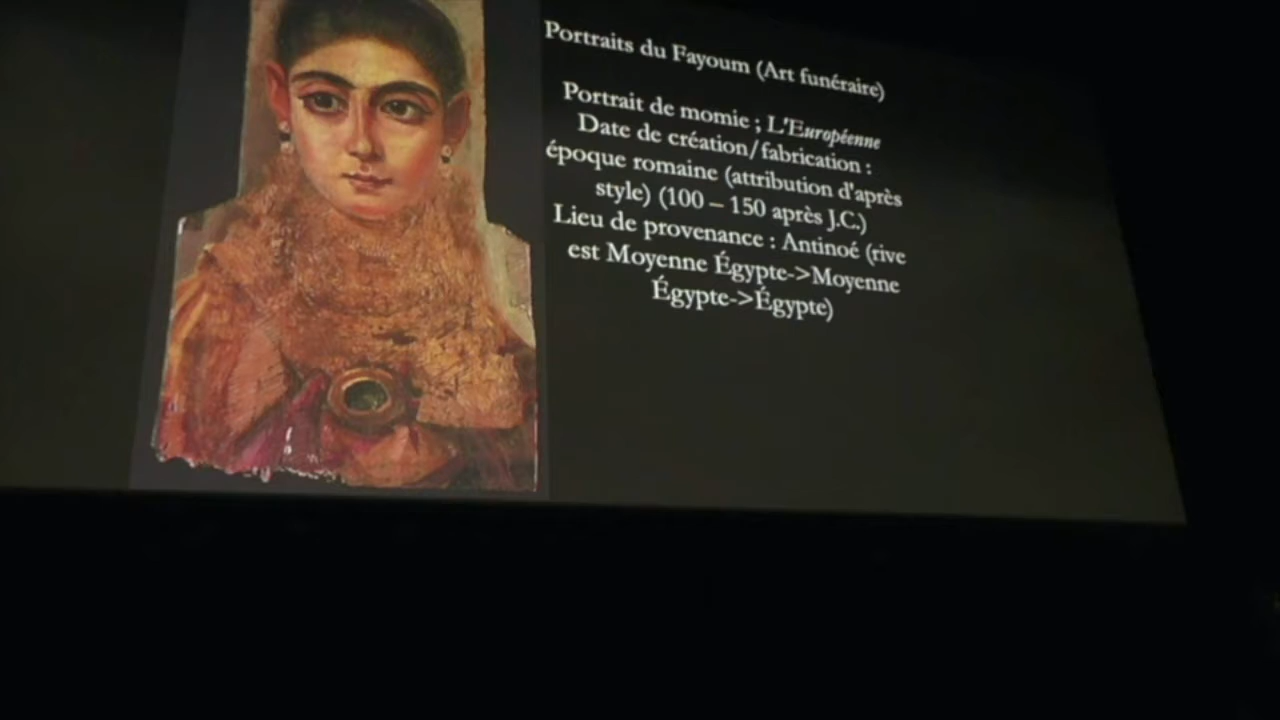 Portraits du Fayoum (Art funéraire)
Portrait de momie ; L'Européenne
Date de création/fabrication :
époque romaine (attribution d'après
style) (100 – 150 après J.C.)
Lieu de provenance : Antinoé (rive
est Moyenne Égypte->Moyenne
Égypte->Égypte)